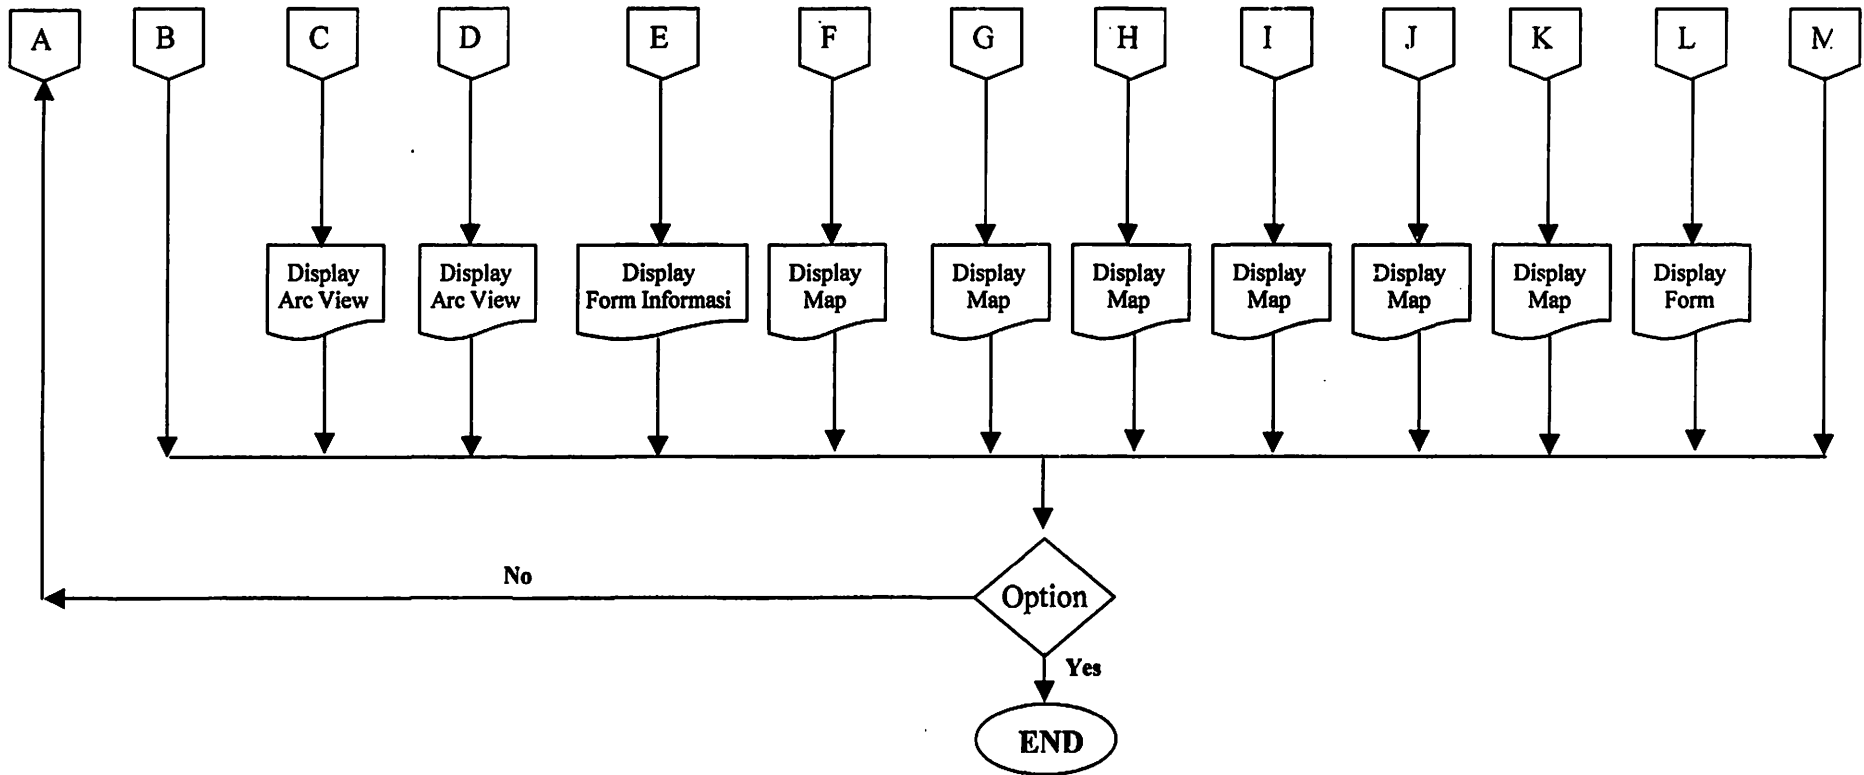 A B C D E F G H I J K L M
Display Display Display Display Display Display Display Display Display Display
Arc View Arc View Form Informasi Map Map Map Map Map Map Form
No
Option
Yes
END